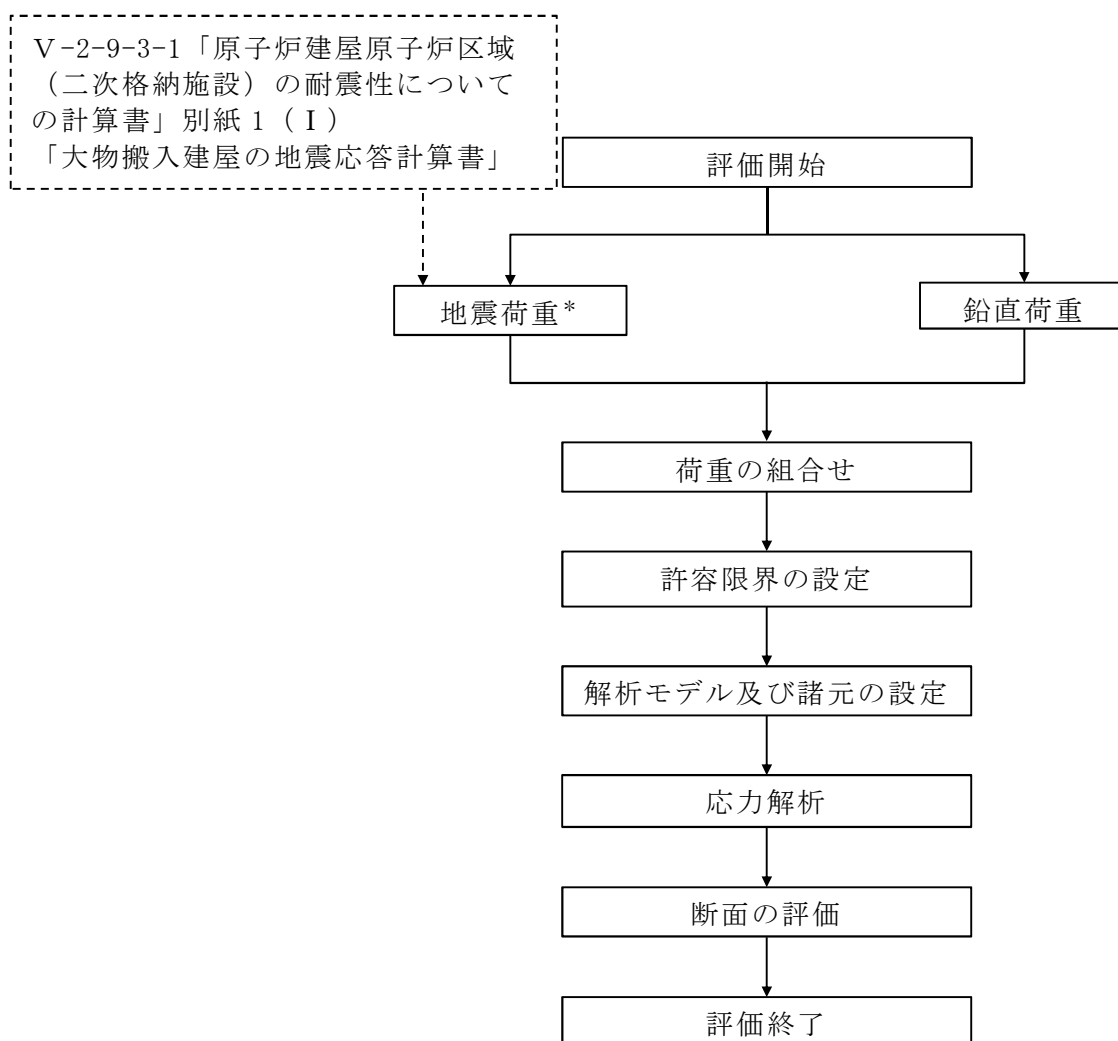 Ⅴ-2-9-3-1「原子炉建屋原子炉区域
（二次格納施設）の耐震性について
の計算書」別紙 1（Ⅰ）
「大物搬入建屋の地震応答計算書」
評価開始
地震荷重*
鉛直荷重
荷重の組合せ
許容限界の設定
解析モデル及び諸元の設定
応力解析
断面の評価
評価終了